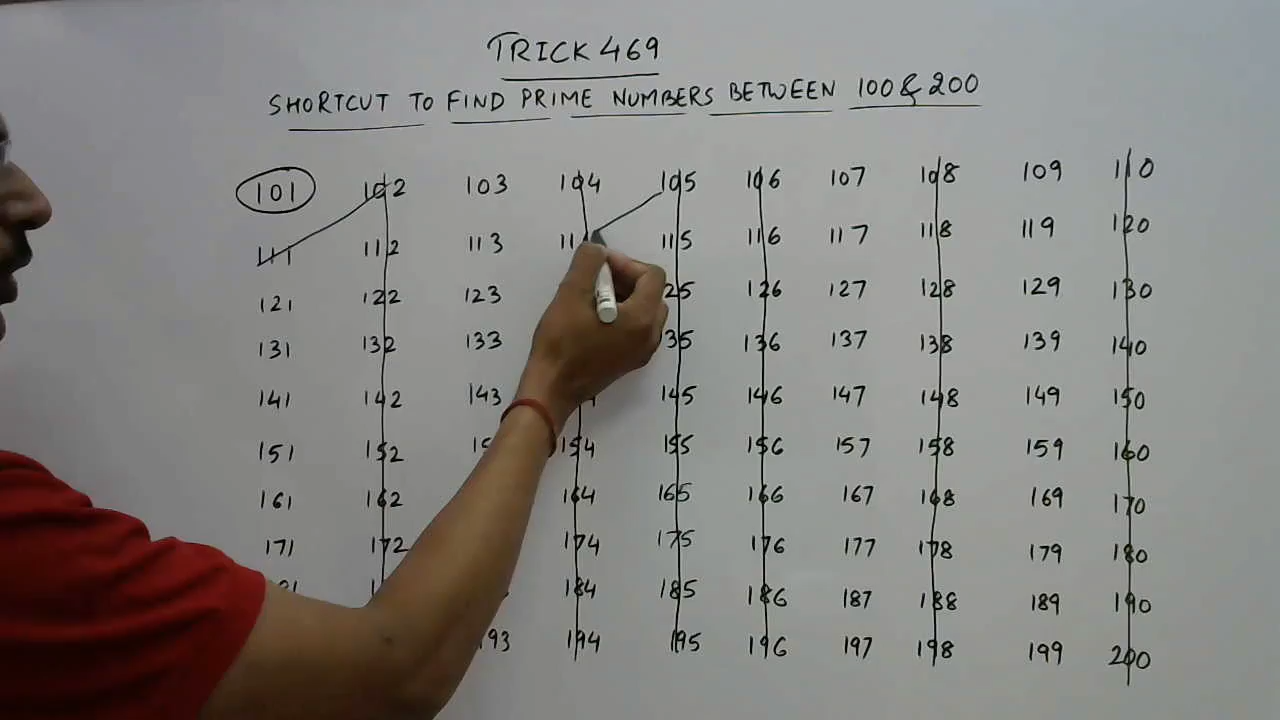 TRICK 469
SHORTCUT TO FIND PRIME NUMBERS BETWEEN 100 & 200
101 102 103 104 105 106 107 108 109 110
111 112 113 115 116 117 118 119 120
121 122 123 126 127 128 129 130
131 132 133 136 137 138 139 140
141 142 143 145 146 147 148 149 150
151 152 154 155 156 157 158 159 160
161 162 164 165 166 167 168 169 170
171 172 174 175 176 177 178 179 180
184 185 186 187 188 189 190
193 194 195 196 197 198 199 200